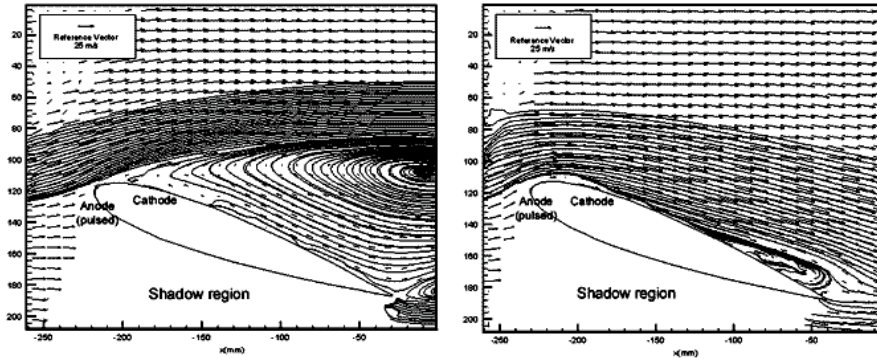 Reference Vector
25 m/s
20
40
60
80
100
120
140
160
180
200
Anode
(pulsed)
Cathode
Shadow region
-250
-200
-150
-100
-50
0
x(mm)
Reference Vector
25 m/s
20
40
60
80
100
120
140
160
180
200
Anode
(pulsed)
Cathode
Shadow region
-250
-200
-150
-100
-50
0
x(mm)